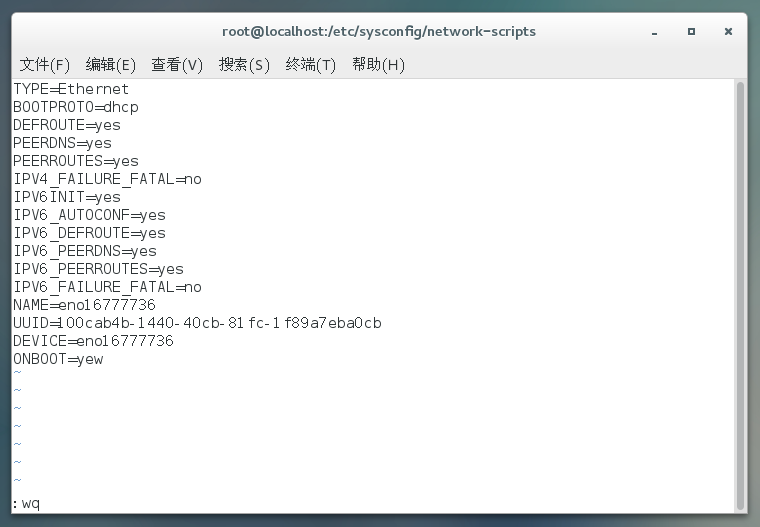 root@localhost:/etc/sysconfig/network-scripts
文件(F) 编辑(E) 查看(V) 搜索(S) 终端(T) 帮助(H)
TYPE=Ethernet
BOOTPROTO=dhcp
DEFROUTE=yes
PEERDNS=yes
PEERROUTES=yes
IPV4_FAILURE_FATAL=no
IPV6INIT=yes
IPV6_AUTOCONF=yes
IPV6_DEFROUTE=yes
IPV6_PEERDNS=yes
IPV6_PEERROUTES=yes
IPV6_FAILURE_FATAL=no
NAME=eno16777736
UUID=100cab4b-1440-40cb-81fc-1f89a7eba0cb
DEVICE=eno16777736
ONBOOT=yew
~
~
~
~
~
~
~
:wq